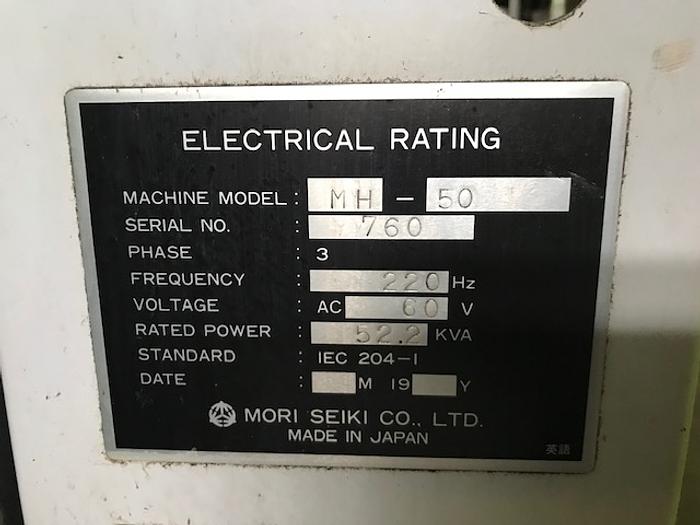 ELECTRICAL RATING
MACHINE MODEL : MH - 50
SERIAL NO. : 760
PHASE : 3
FREQUENCY : 220 Hz
VOLTAGE : AC 60 V
RATED POWER : 52.2 KVA
STANDARD : IEC 204-1
DATE : M 19 Y
MORI SEIKI CO., LTD.
MADE IN JAPAN
英語